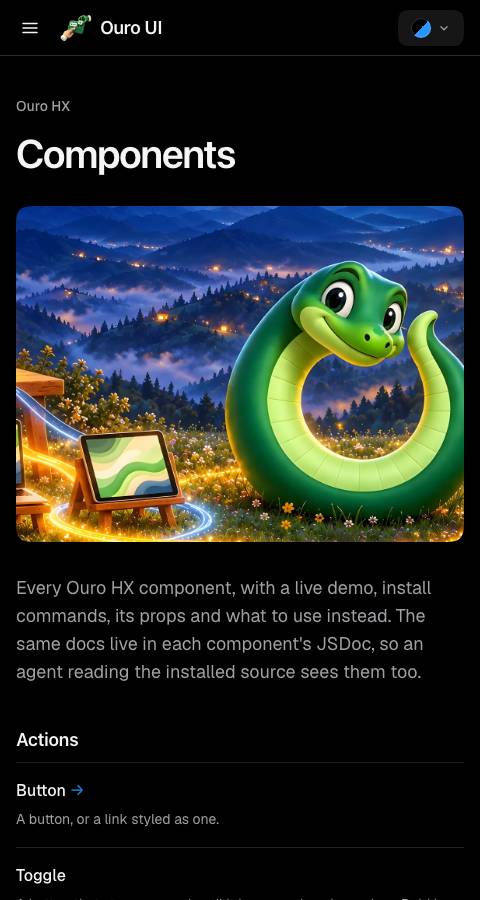 Ouro UI
Ouro HX
Components
Every Ouro HX component, with a live demo, install
commands, its props and what to use instead. The
same docs live in each component's JSDoc, so an
agent reading the installed source sees them too.
Actions
Button →
A button, or a link styled as one.
Toggle